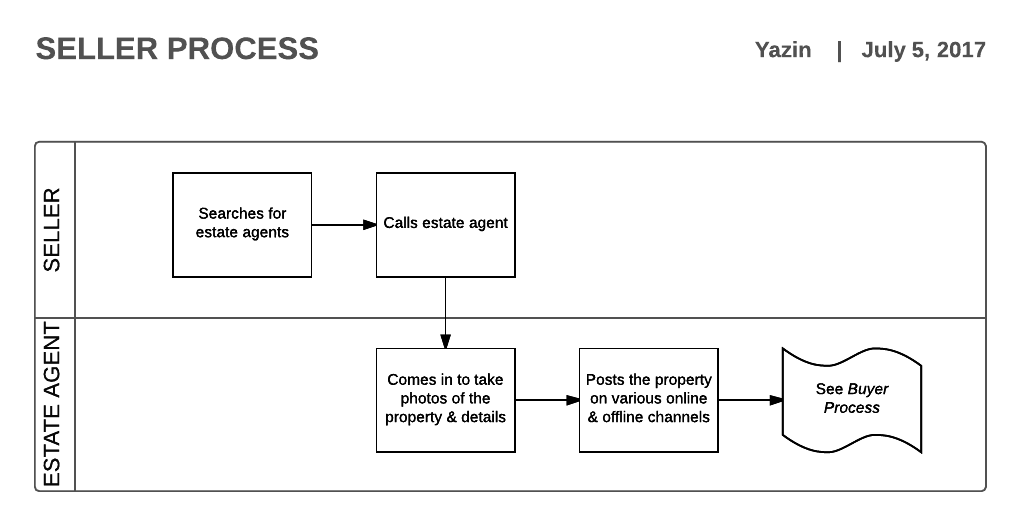 SELLER PROCESS
Yazin | July 5, 2017
SELLER
Searches for
estate agents
Calls estate agent
ESTATE AGENT
Comes in to take
photos of the
property & details
Posts the property
on various online
& offline channels
See Buyer
Process